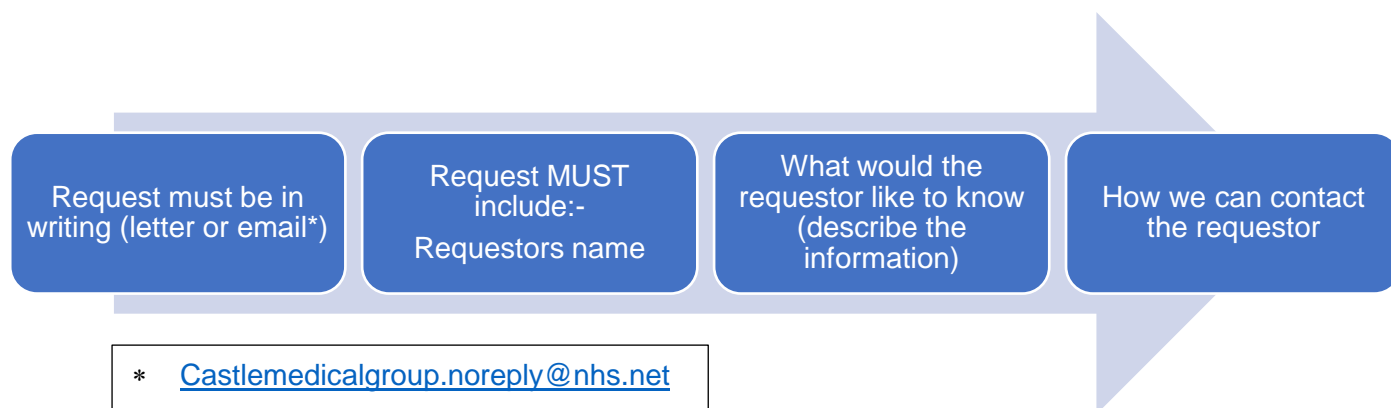 Request must be in
writing (letter or email*)
Request MUST
include:-
Requestors name
What would the
requestor like to know
(describe the
information)
How we can contact
the requestor
* Castlemedicalgroup.noreply@nhs.net